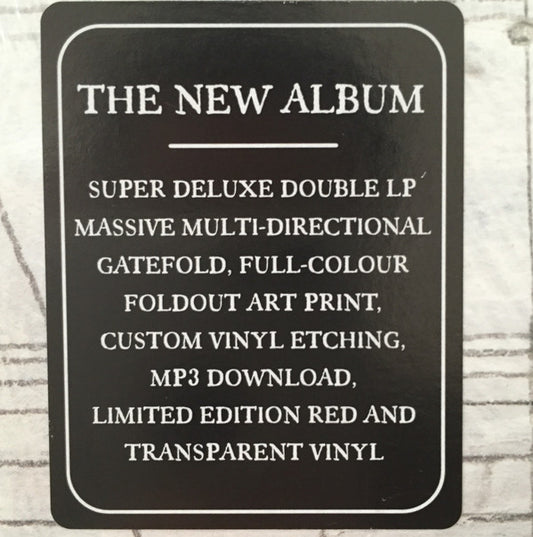 THE NEW ALBUM
SUPER DELUXE DOUBLE LP
MASSIVE MULTI-DIRECTIONAL
GATEFOLD, FULL-COLOUR
FOLDOUT ART PRINT,
CUSTOM VINYL ETCHING,
MP3 DOWNLOAD,
LIMITED EDITION RED AND
TRANSPARENT VINYL